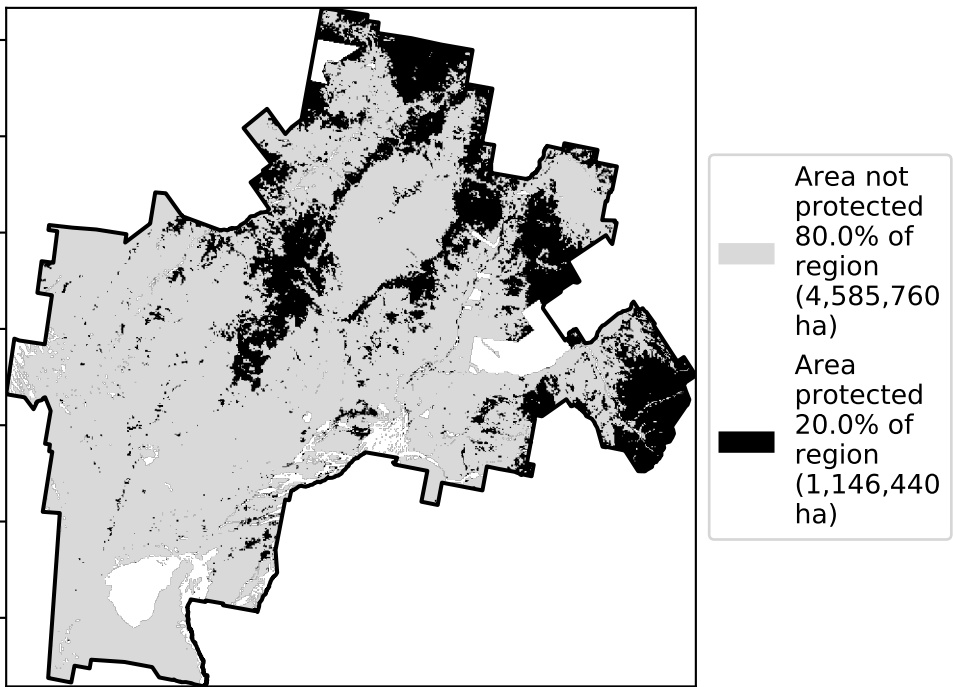 Area not
protected
80.0% of
region
(4,585,760
ha)
Area
protected
20.0% of
region
(1,146,440
ha)